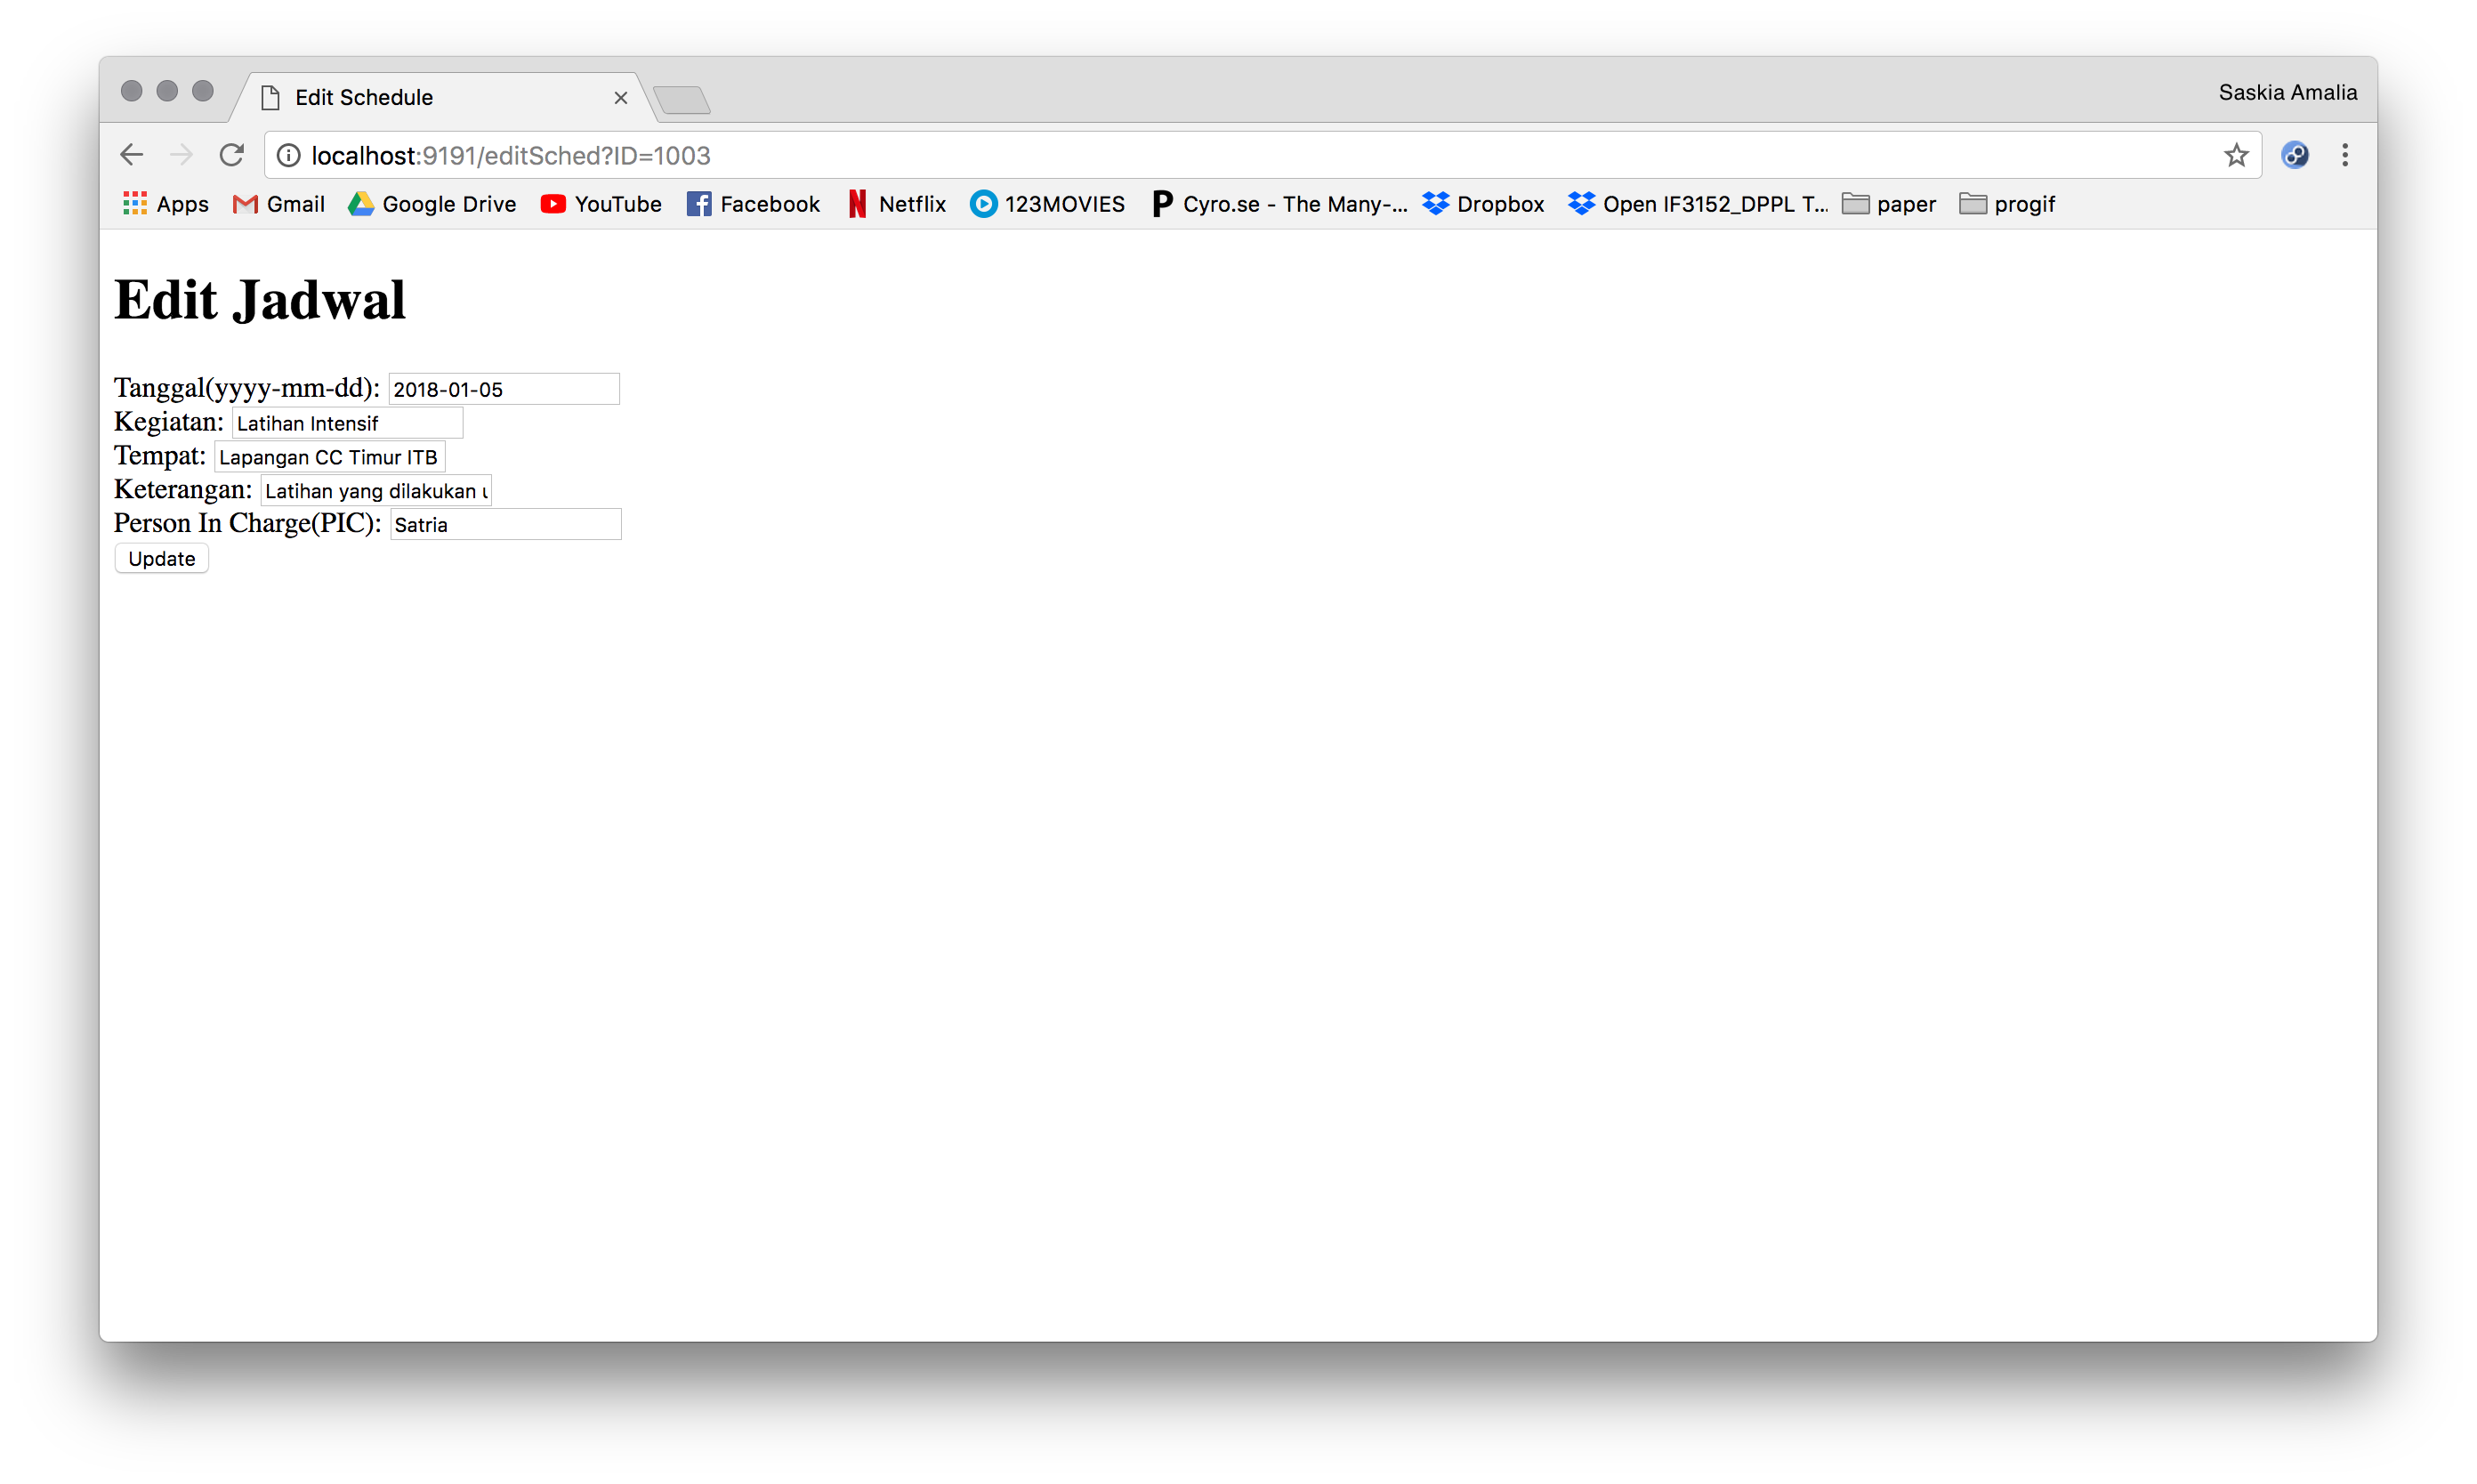 Edit Schedule
Saskia Amalia
localhost:9191/editSched?ID=1003
Apps Gmail Google Drive YouTube Facebook Netflix 123MOVIES Cyro.se - The Many-... Dropbox Open IF3152_DPPL T... paper progif
Edit Jadwal
Tanggal(yyyy-mm-dd): 2018-01-05
Kegiatan: Latihan Intensif
Tempat: Lapangan CC Timur ITB
Keterangan: Latihan yang dilakukan u
Person In Charge(PIC): Satria
Update